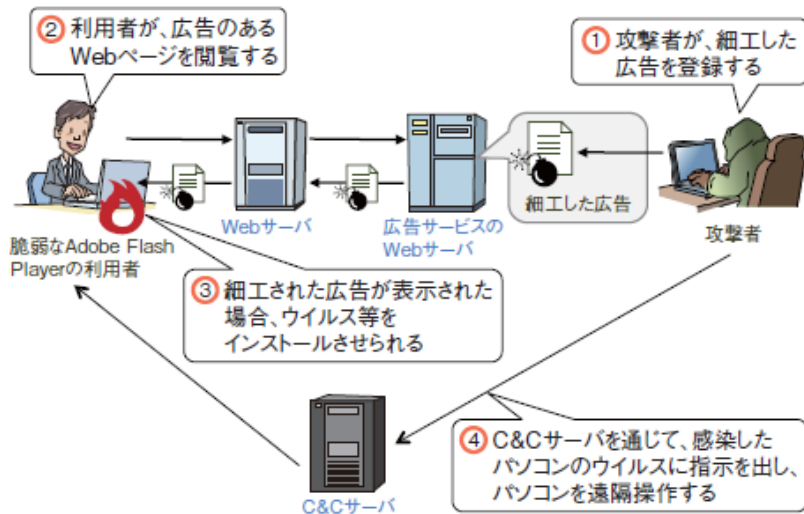 ② 利用者が、広告のある
Webページを閲覧する
① 攻撃者が、細工した
広告を登録する
細工した広告
Webサーバ
広告サービスの
Webサーバ
攻撃者
脆弱なAdobe Flash
Playerの利用者
③ 細工された広告が表示された
場合、ウイルス等を
インストールさせられる
④ C&Cサーバを通じて、感染した
パソコンのウイルスに指示を出し、
パソコンを遠隔操作する
C&Cサーバ